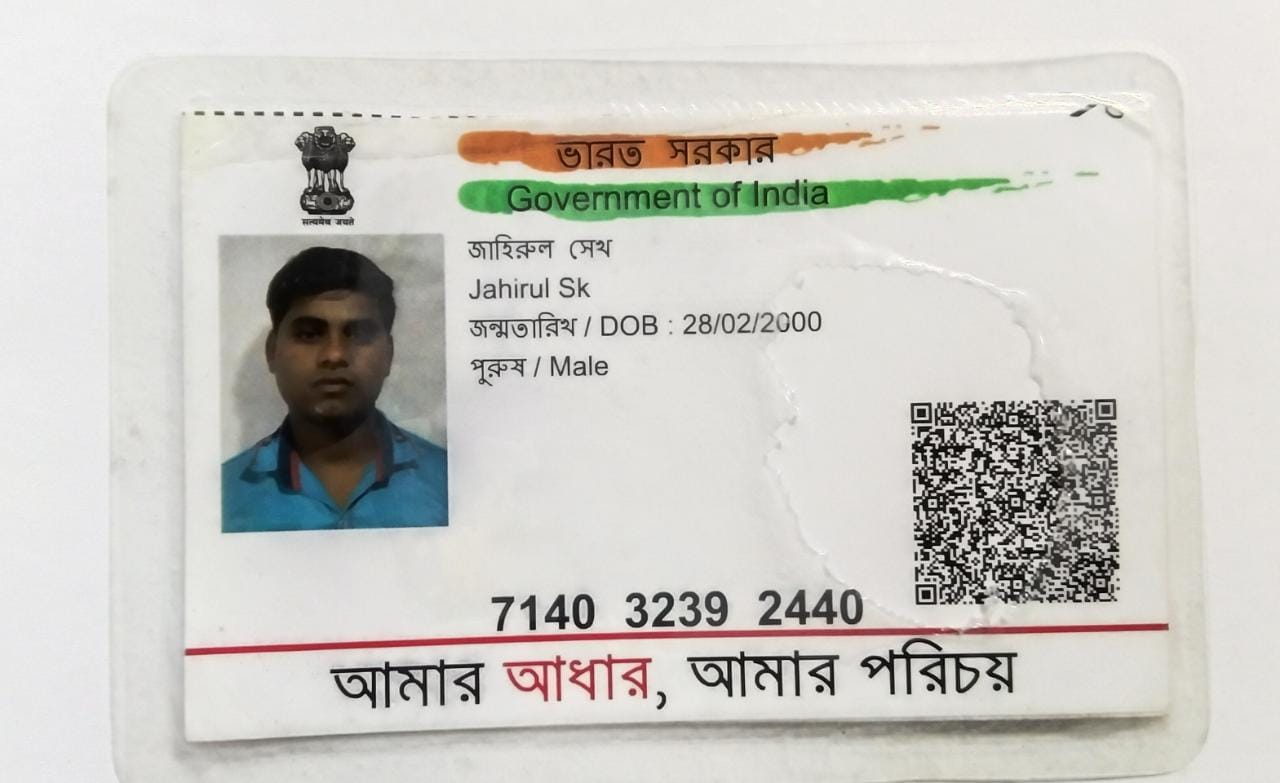 ভারত সরকার
Government of India
सत्यमेव जयते
জাহিরুল সেখ
Jahirul Sk
জন্মতারিখ / DOB : 28/02/2000
পুরুষ / Male
7140 3239 2440
আমার আধার, আমার পরিচয়